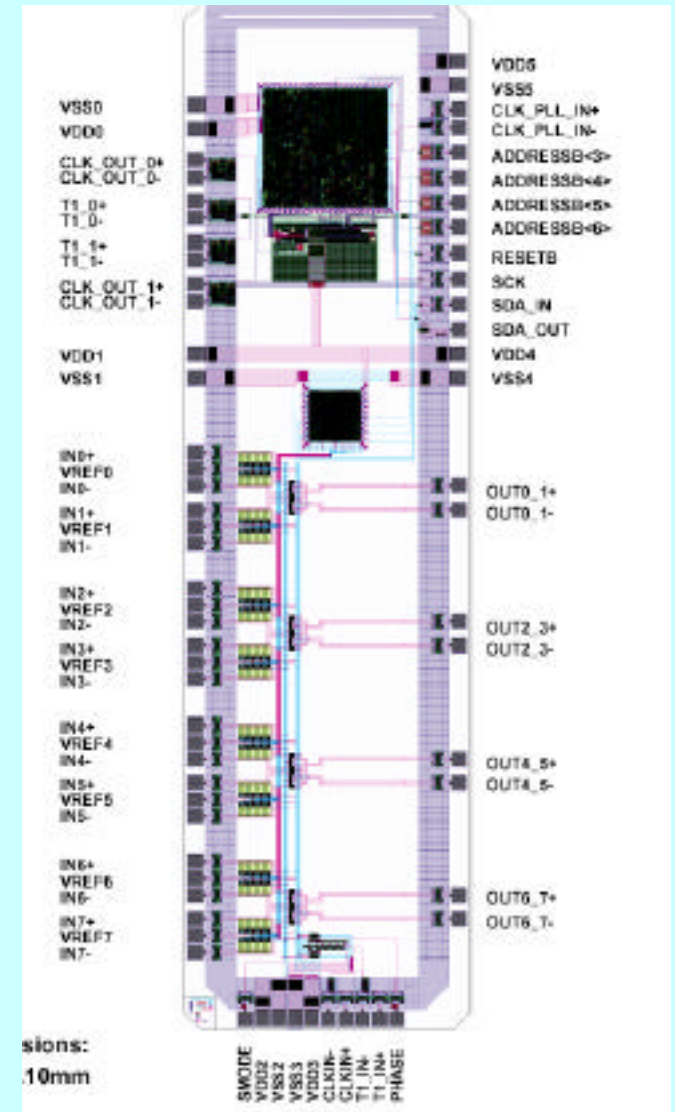 VSS0
VDD0
CLK_OUT_0+
CLK_OUT_0-
T1_0+
T1_0-
T1_1+
T1_1-
CLK_OUT_1+
CLK_OUT_1-
VDD1
VSS1
IN0+
VREF0
IN0-
IN1+
VREF1
IN1-
IN2+
VREF2
IN2-
IN3+
VREF3
IN3-
IN4+
VREF4
IN4-
IN5+
VREF5
IN5-
IN6+
VREF6
IN6-
IN7+
VREF7
IN7-
VDD5
VSS5
CLK_PLL_IN+
CLK_PLL_IN-
ADDRESSB<3>
ADDRESSB<4>
ADDRESSB<5>
ADDRESSB<6>
RESETB
SCK
SDA_IN
SDA_OUT
VDD4
VSS4
OUT0_1+
OUT0_1-
OUT2_3+
OUT2_3-
OUT4_5+
OUT4_5-
OUT6_7+
OUT6_7-
SMODE
VDD2
VSS2
VSS3
VDD3
CLKIN-
CLKIN+
T1_IN-
T1_IN+
PHASE
sions:
.10mm